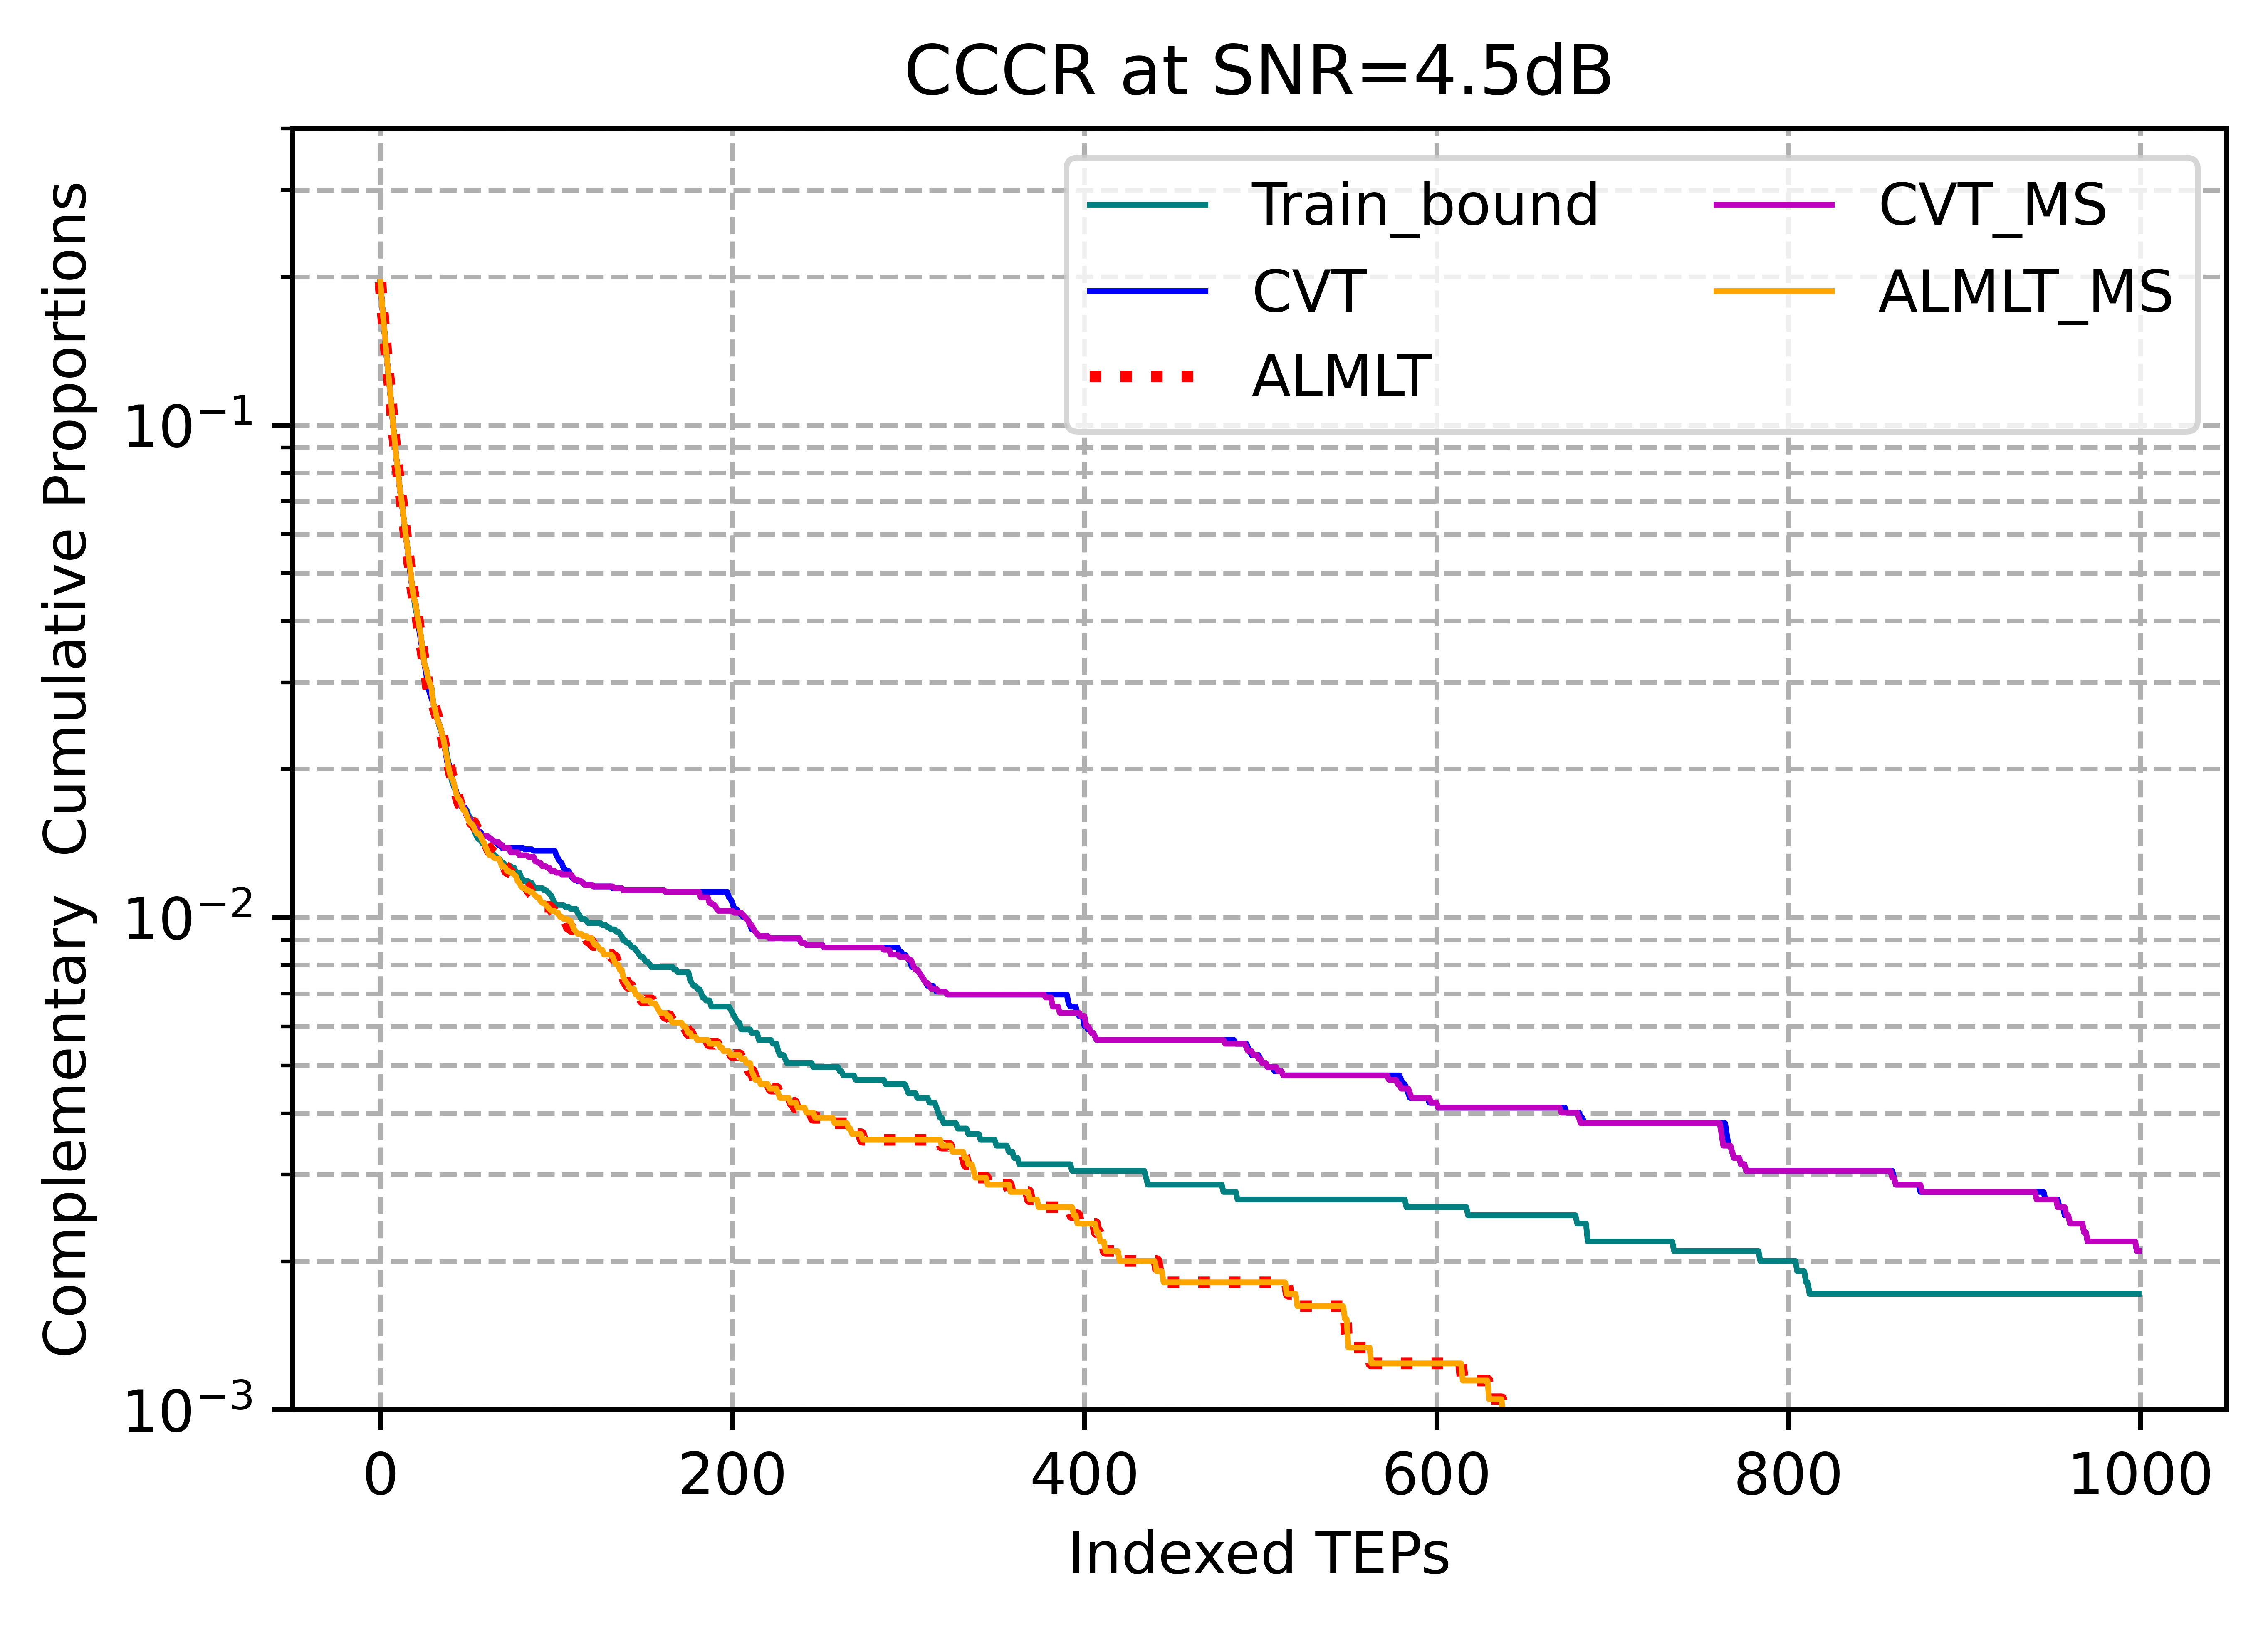 CCCR at SNR=4.5dB
Train_bound
CVT
ALMLT
CVT_MS
ALMLT_MS
Complementary  Cumulative Proportions
10⁻¹
10⁻²
10⁻³
0 200 400 600 800 1000
Indexed TEPs